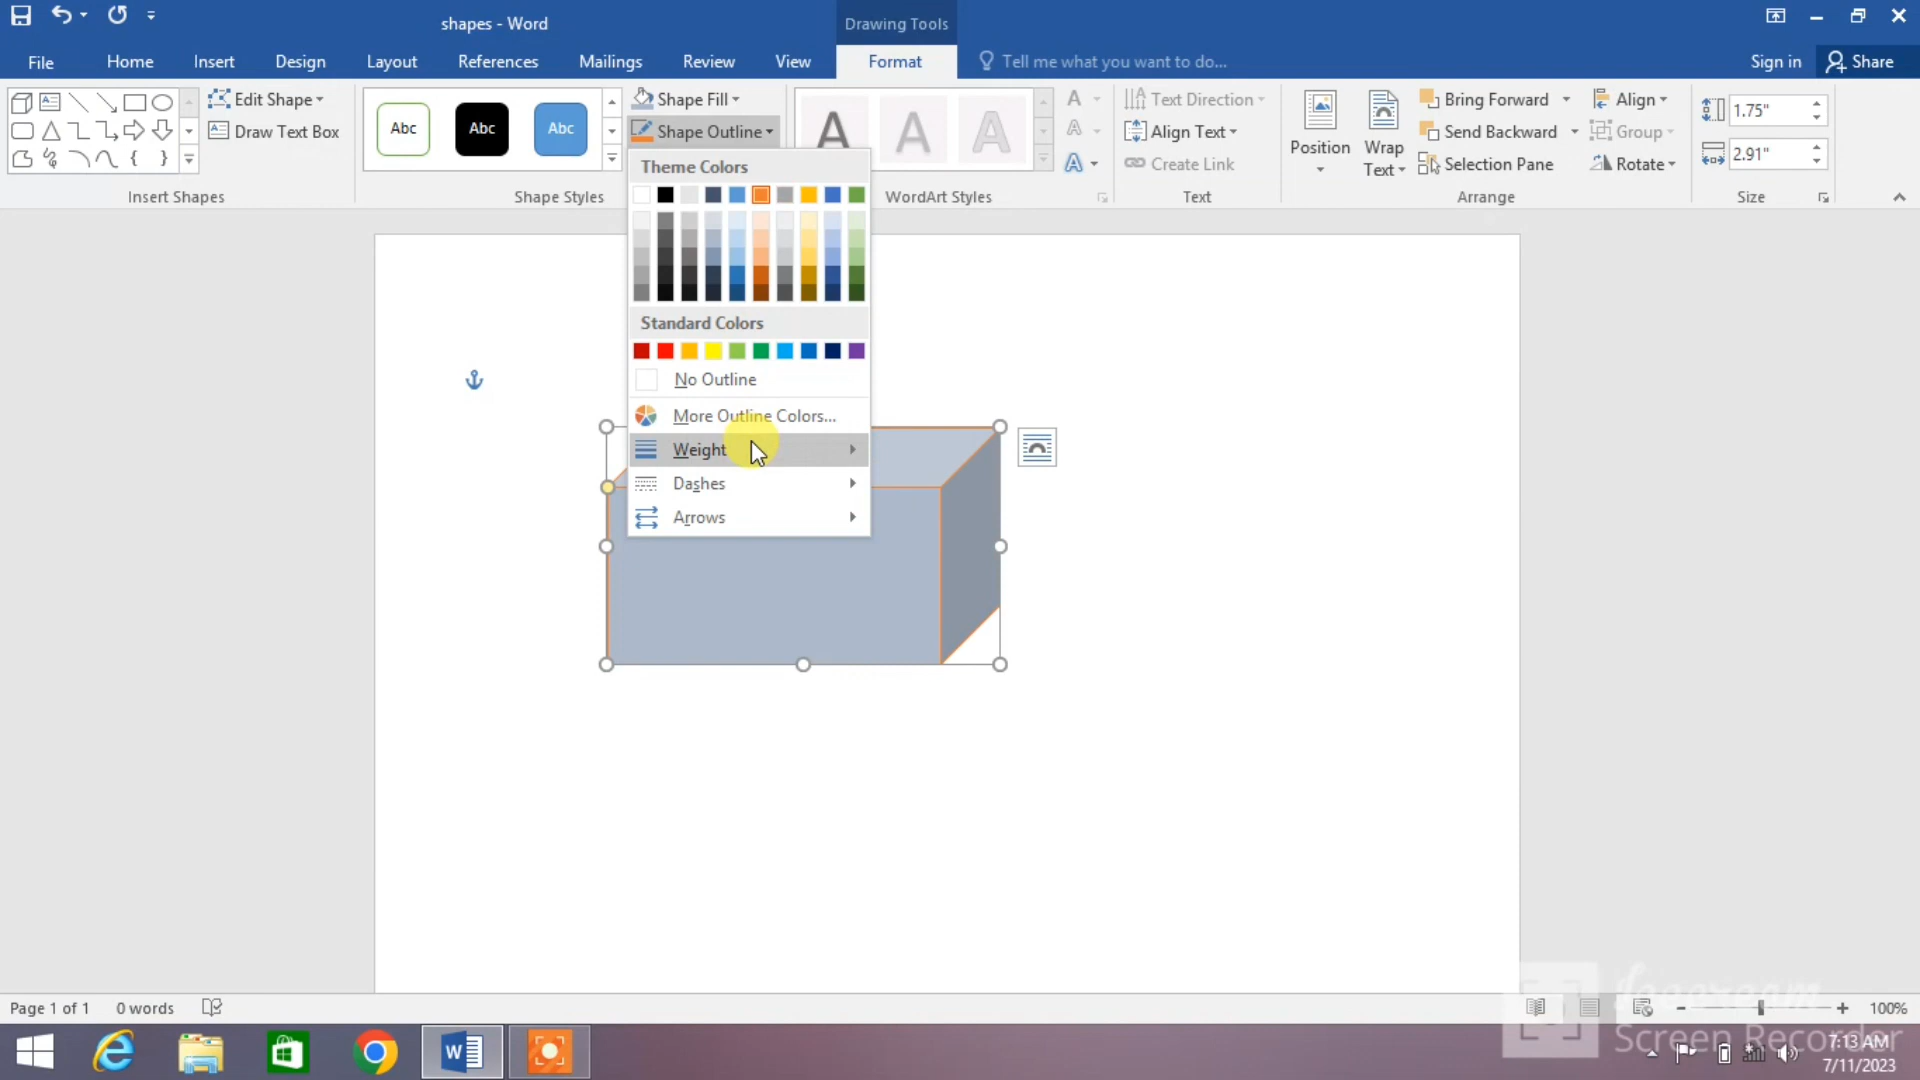 shapes - Word
Drawing Tools
File Home Insert Design Layout References Mailings Review View Format Tell me what you want to do... Sign in Share
Edit Shape
Draw Text Box
Insert Shapes
Abc Abc Abc
Shape Styles
Shape Fill
Shape Outline
A A A
WordArt Styles
A
A
A
Text Direction
Align Text
Create Link
Text
Position
Wrap
Text
Bring Forward
Send Backward
Selection Pane
Align
Group
Rotate
Arrange
1.75"
2.91"
Size
Theme Colors
Standard Colors
No Outline
More Outline Colors...
Weight
Dashes
Arrows
Page 1 of 1 0 words
100%
Screen Recorder
7:13 AM
7/11/2023